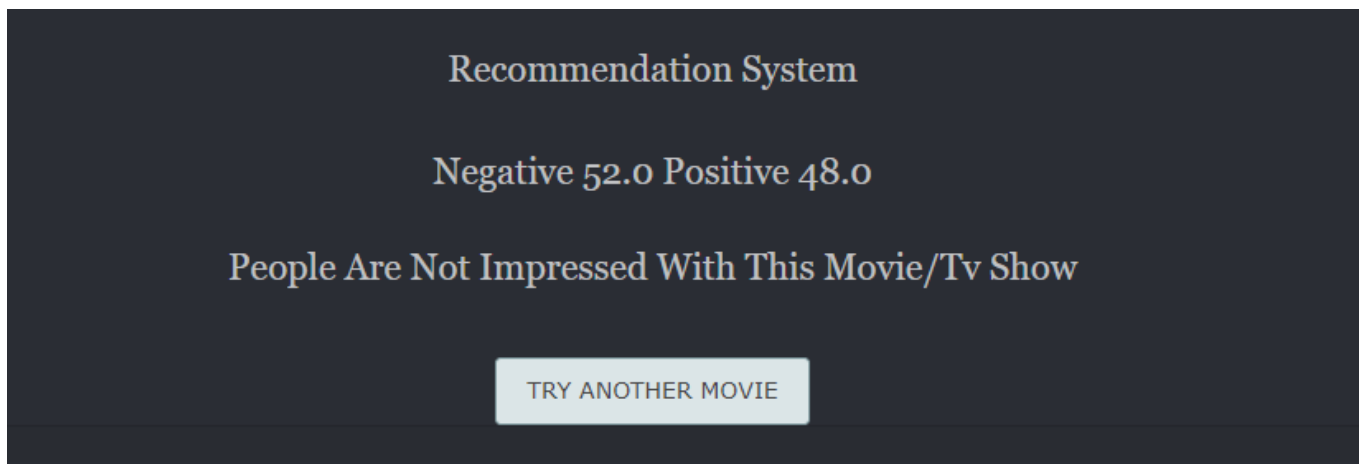 Recommendation System
Negative 52.0 Positive 48.0
People Are Not Impressed With This Movie/Tv Show
TRY ANOTHER MOVIE